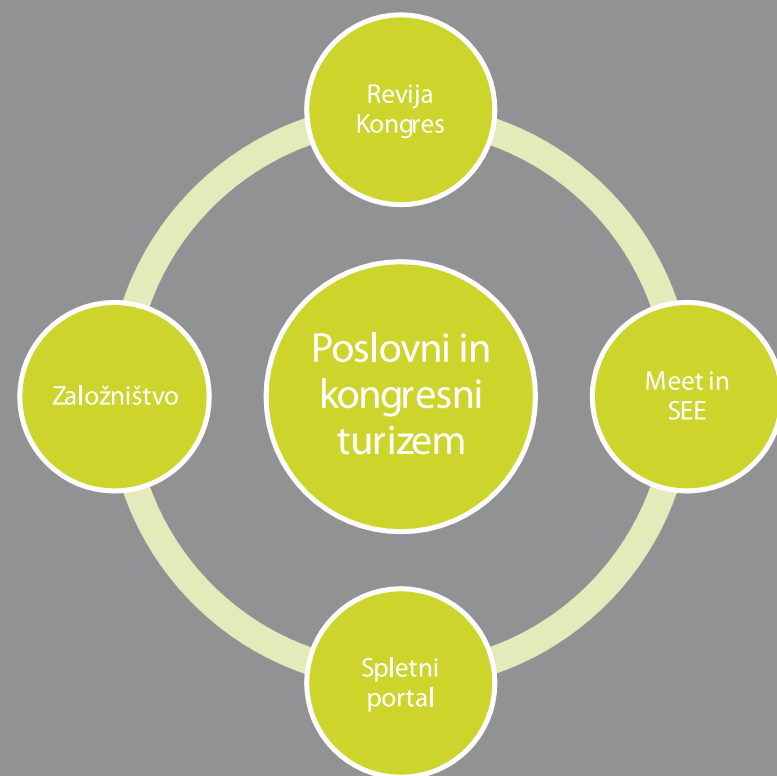 Revija
Kongres
Poslovni in
kongresni
turizem
Založništvo
Meet in
SEE
Spletni
portal